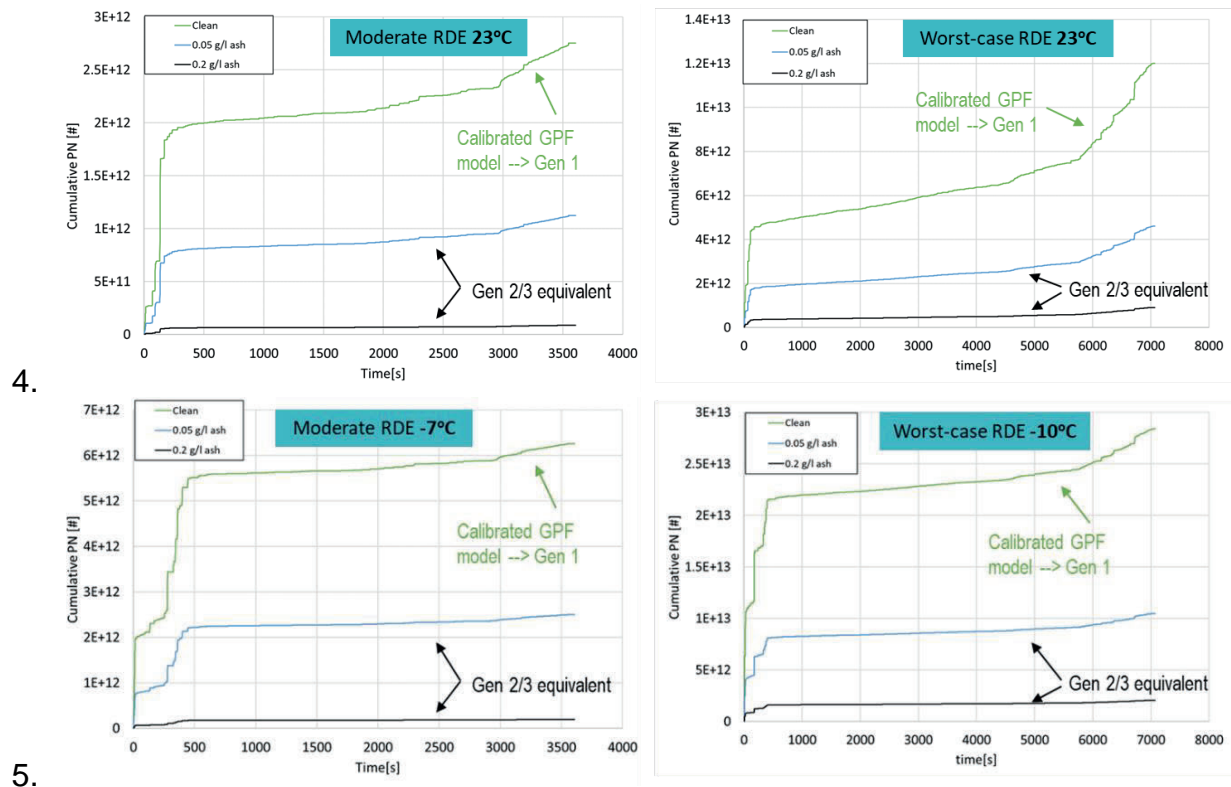 3E+12
Clean
0.05 g/l ash
0.2 g/l ash
Moderate RDE 23°C
2.5E+12
2E+12
1.5E+12
1E+12
5E+11
0
Cumulative PN [#]
Calibrated GPF
model --> Gen 1
Gen 2/3 equivalent
0 500 1000 1500 2000 2500 3000 3500 4000
Time[s]
1.4E+13
Clean
0.05 g/l ash
0.2 g/l ash
Worst-case RDE 23°C
1.2E+13
1E+13
8E+12
6E+12
4E+12
2E+12
0
Cumulative PN [#]
Calibrated GPF
model --> Gen 1
Gen 2/3 equivalent
0 1000 2000 3000 4000 5000 6000 7000 8000
time[s]
4.
7E+12
Clean
0.05 g/l ash
0.2 g/l ash
Moderate RDE -7°C
6E+12
5E+12
4E+12
3E+12
2E+12
1E+12
0
Cumulative PN [#]
Calibrated GPF
model --> Gen 1
Gen 2/3 equivalent
0 500 1000 1500 2000 2500 3000 3500 4000
Time[s]
3E+13
Clean
0.05 g/l ash
0.2 g/l ash
Worst-case RDE -10°C
2.5E+13
2E+13
1.5E+13
1E+13
5E+12
0
Cumulative PN [#]
Calibrated GPF
model --> Gen 1
Gen 2/3 equivalent
0 1000 2000 3000 4000 5000 6000 7000 8000
time[s]
5.